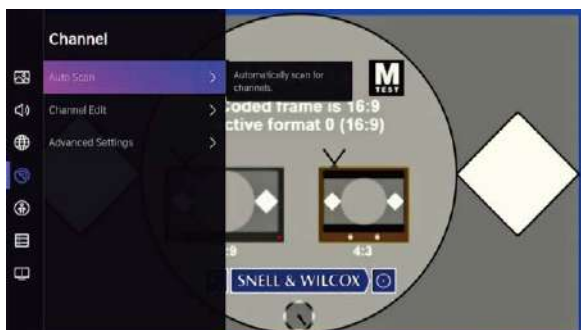 Channel
Auto Scan
Automatically scan for
channels.
Channel Edit
Advanced Settings
M
TEST
Coded frame is 16:9
ctive format 0 (16:9)
:9
4:3
SNELL & WILCOX